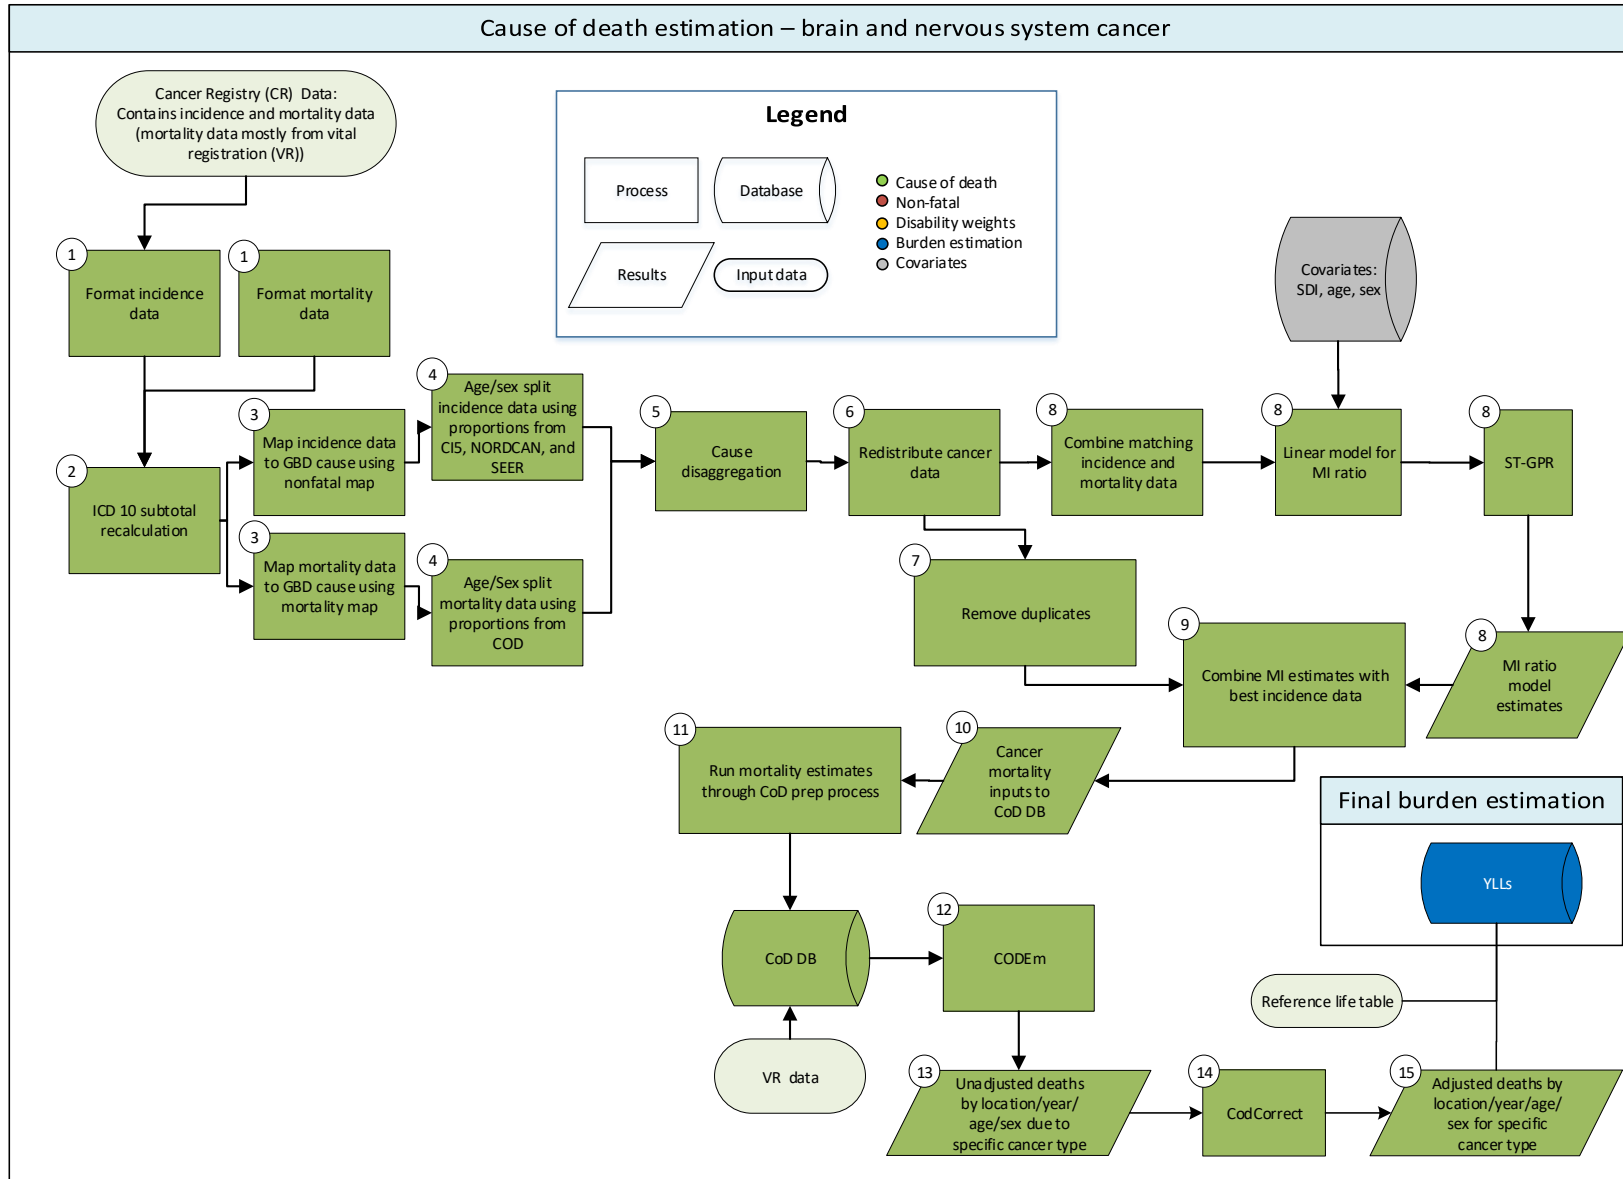 Cause of death estimation – brain and nervous system cancer
Cancer Registry (CR) Data:
Contains incidence and mortality data
(mortality data mostly from vital
registration (VR))
Legend
Process
Database
Results
Input data
Cause of death
Non-fatal
Disability weights
Burden estimation
Covariates
1
Format incidence
data
1
Format mortality
data
2
ICD 10 subtotal
recalculation
3
Map incidence data
to GBD cause using
nonfatal map
3
Map mortality data
to GBD cause using
mortality map
4
Age/sex split
incidence data using
proportions from
CI5, NORDCAN, and
SEER
4
Age/Sex split
mortality data using
proportions from
COD
5
Cause
disaggregation
6
Redistribute cancer
data
7
Remove duplicates
8
Combine matching
incidence and
mortality data
Covariates:
SDI, age, sex
8
Linear model for
MI ratio
8
ST-GPR
8
MI ratio
model
estimates
9
Combine MI estimates with
best incidence data
10
Cancer
mortality
inputs to
CoD DB
11
Run mortality estimates
through CoD prep process
CoD DB
VR data
12
CODEm
13
Unadjusted deaths
by location/year/
age/sex due to
specific cancer type
14
CodCorrect
15
Adjusted deaths by
location/year/age/
sex for specific
cancer type
Reference life table
Final burden estimation
YLLs